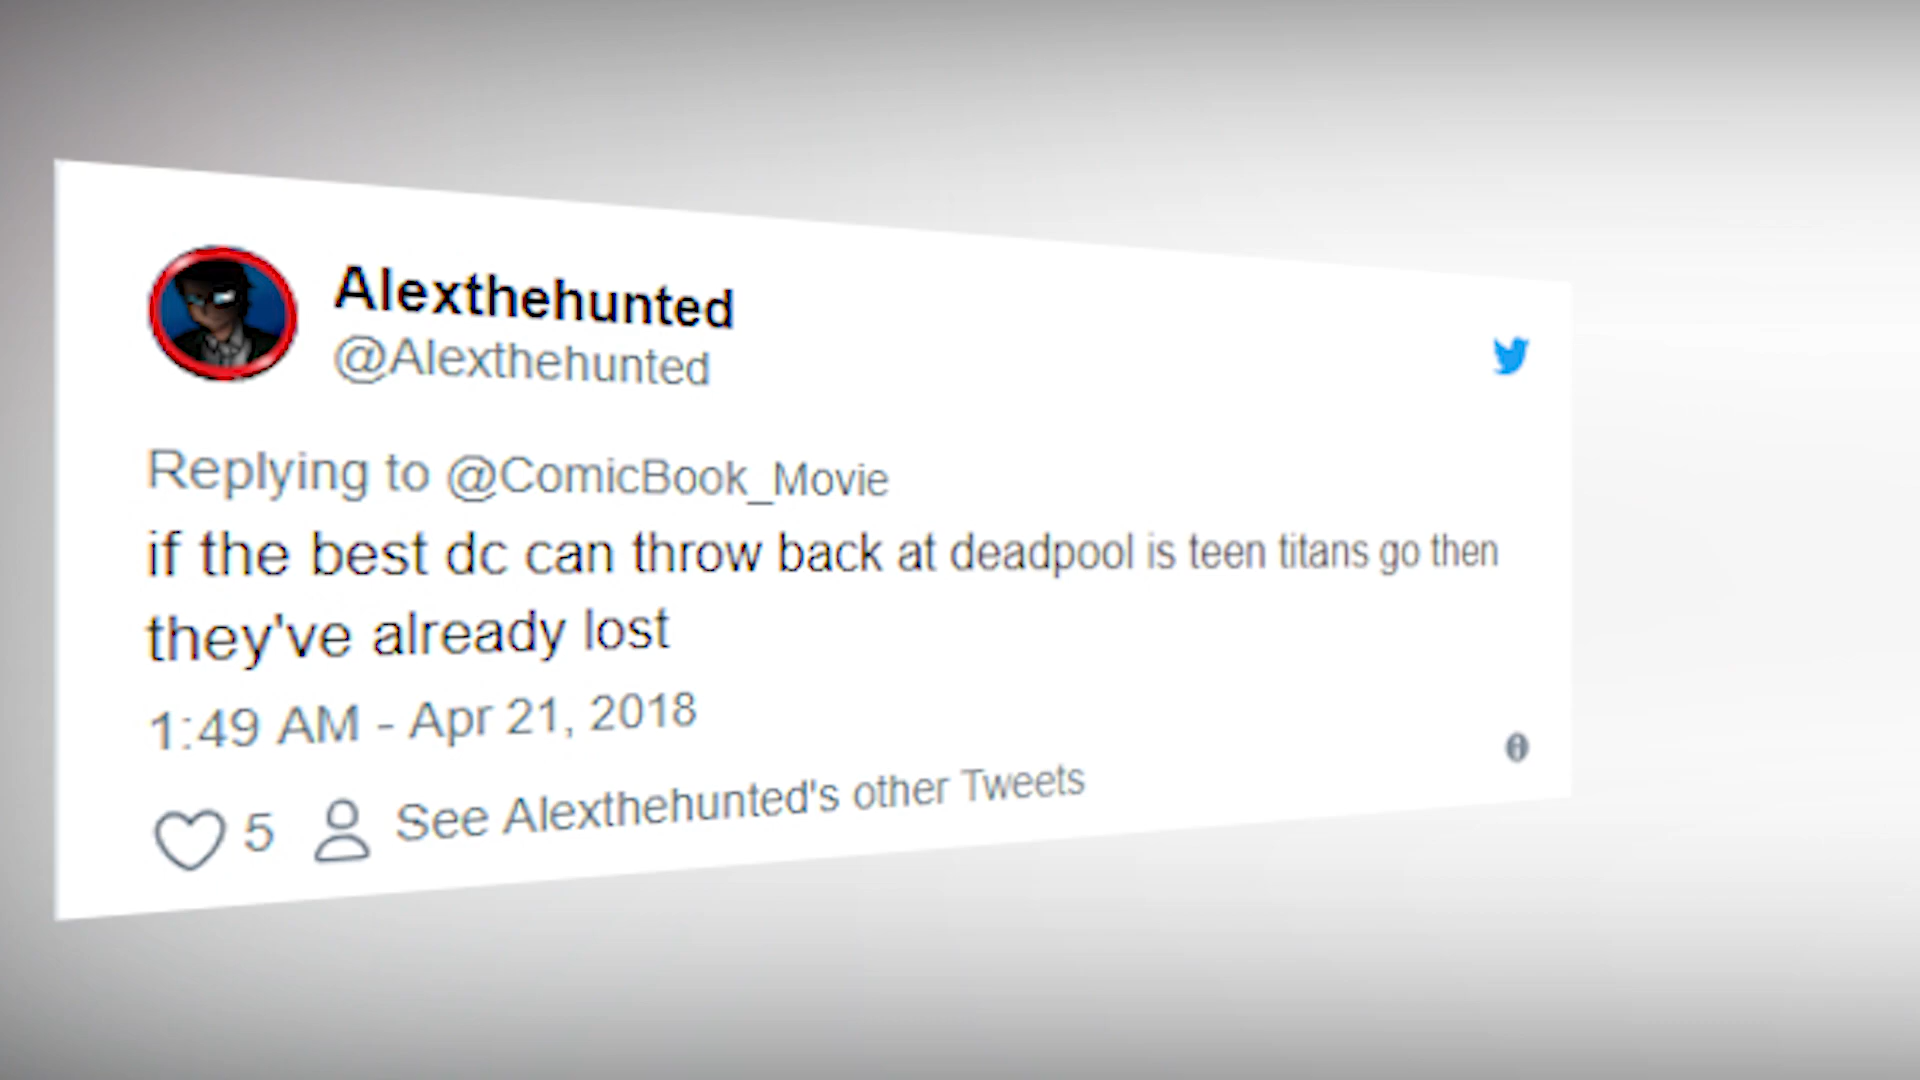 Alexthehunted
@Alexthehunted
Replying to @ComicBook_Movie
if the best dc can throw back at deadpool is teen titans go then
they've already lost
1:49 AM - Apr 21, 2018
5 See Alexthehunted's other Tweets